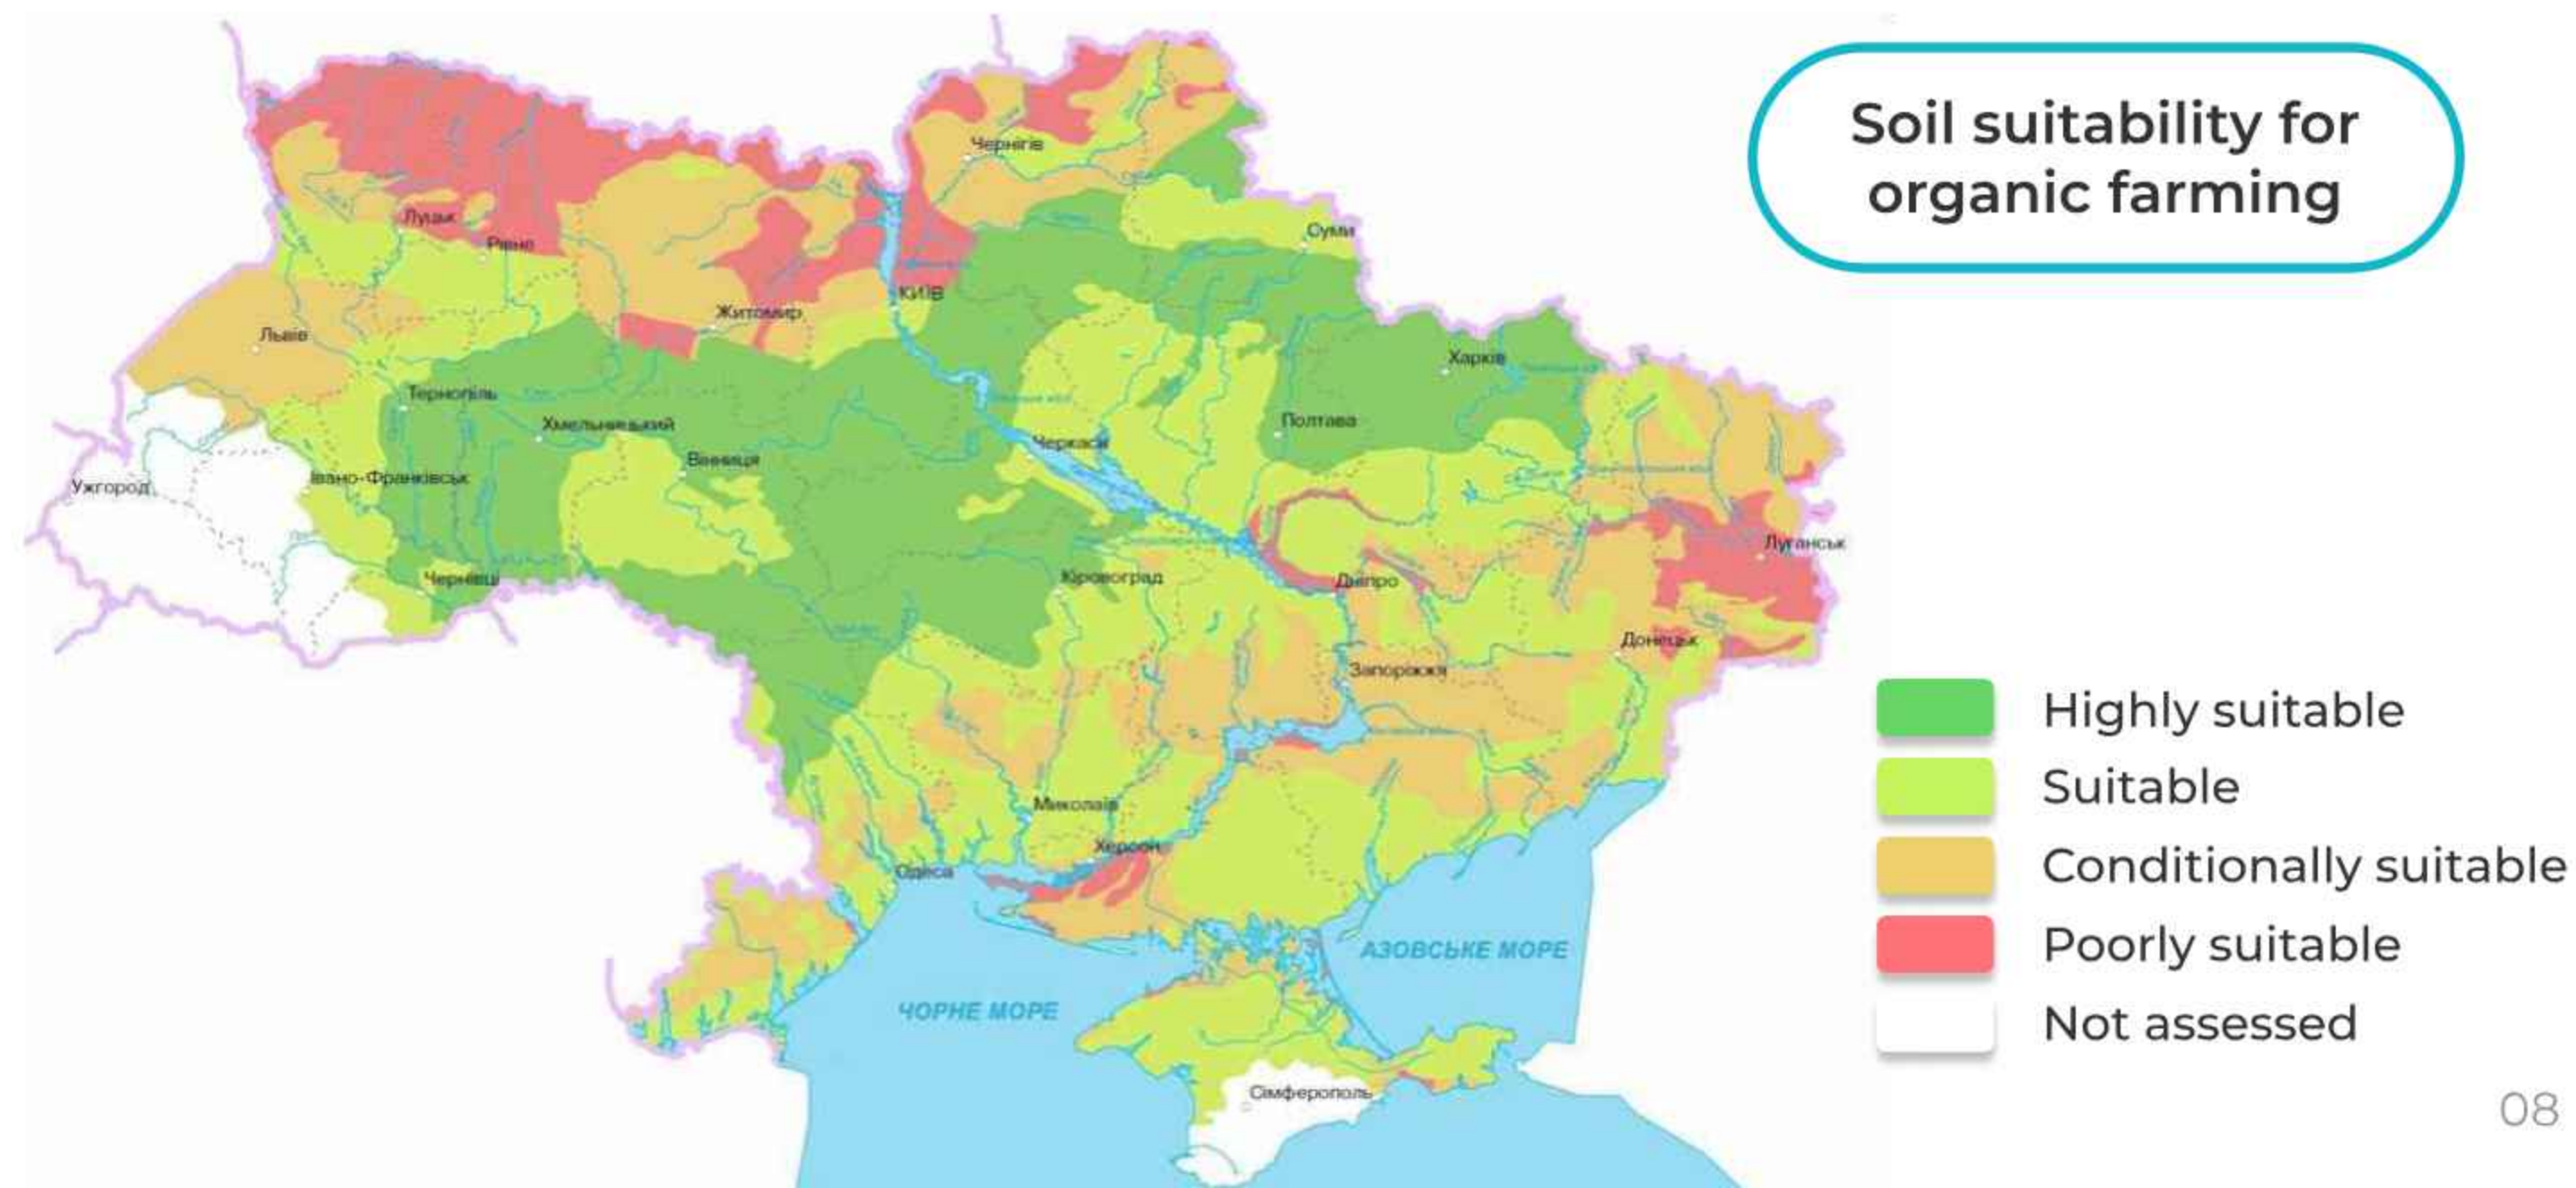 Soil suitability for
organic farming
Чернігів
Луцьк
Рівне
Суми
КИЇВ
Житомир
Львів
Харків
Тернопіль
Полтава
Хмельницький
Черкаси
Вінниця
Івано-Франківськ
Ужгород
Луганськ
Чернівці
Кіровоград
Дніпро
Донецьк
Запоріжжя
Миколаїв
Херсон
Одеса
АЗОВСЬКЕ МОРЕ
ЧОРНЕ МОРЕ
Сімферополь
Highly suitable
Suitable
Conditionally suitable
Poorly suitable
Not assessed
08